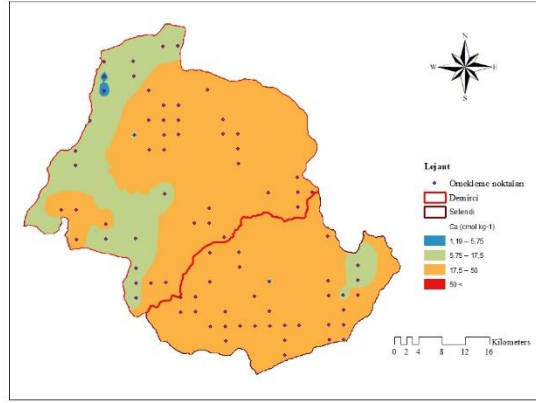 N
W E
S
Lejant
Örnekleme noktaları
Demirci
Selendi
Ca (cmol kg-1)
1,19 – 5,75
5,75 – 17,5
17,5 – 50
50 <
Kilometers
0 2 4 8 12 16